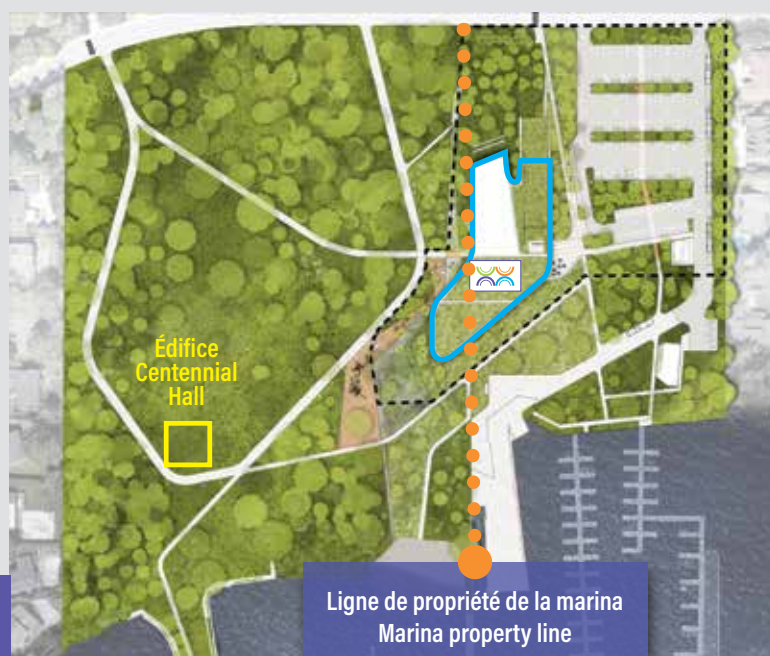 Édifice
Centennial
Hall
Ligne de propriété de la marina
Marina property line